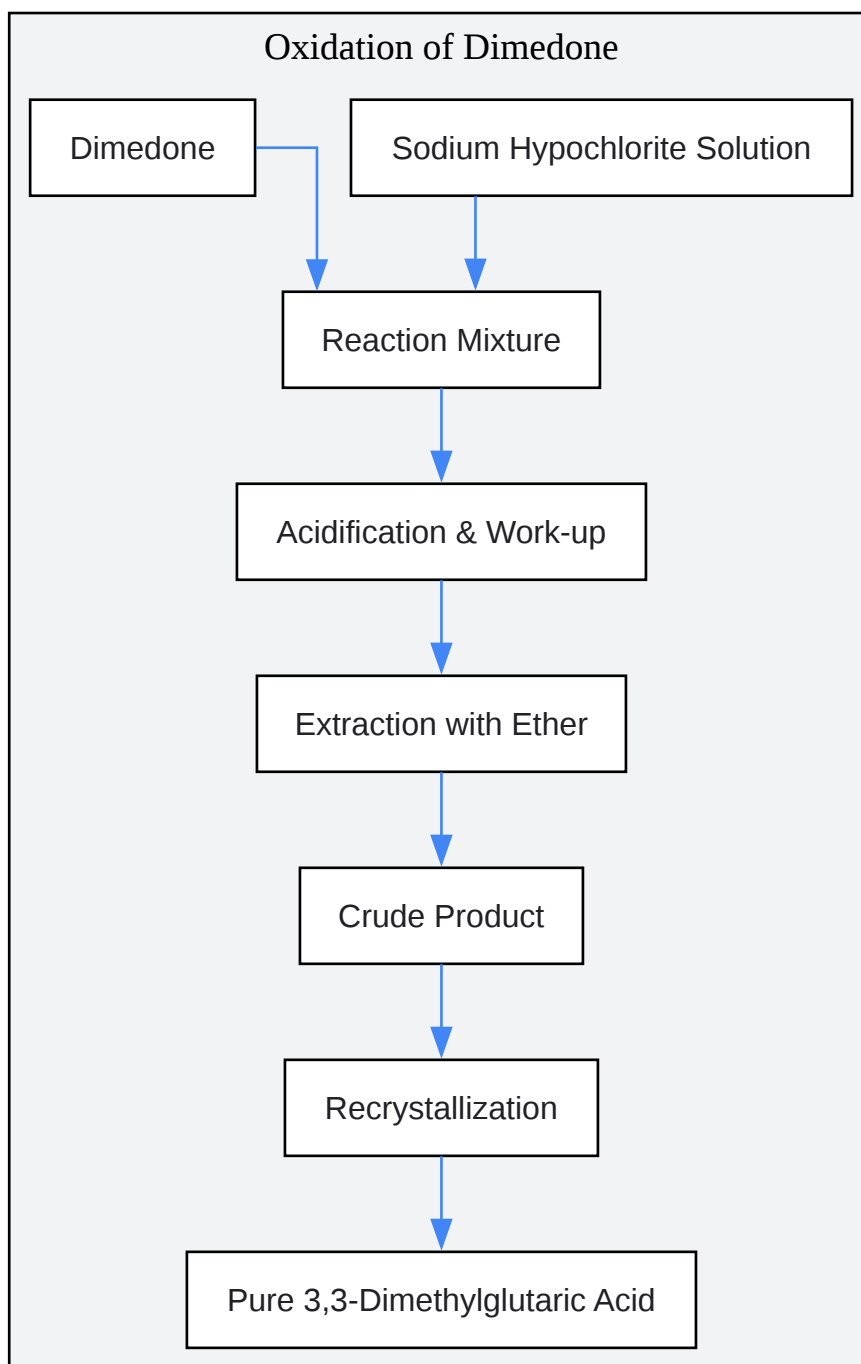 Oxidation of Dimedone
Dimedone
Sodium Hypochlorite Solution
Reaction Mixture
Acidification & Work-up
Extraction with Ether
Crude Product
Recrystallization
Pure 3,3-Dimethylglutaric Acid